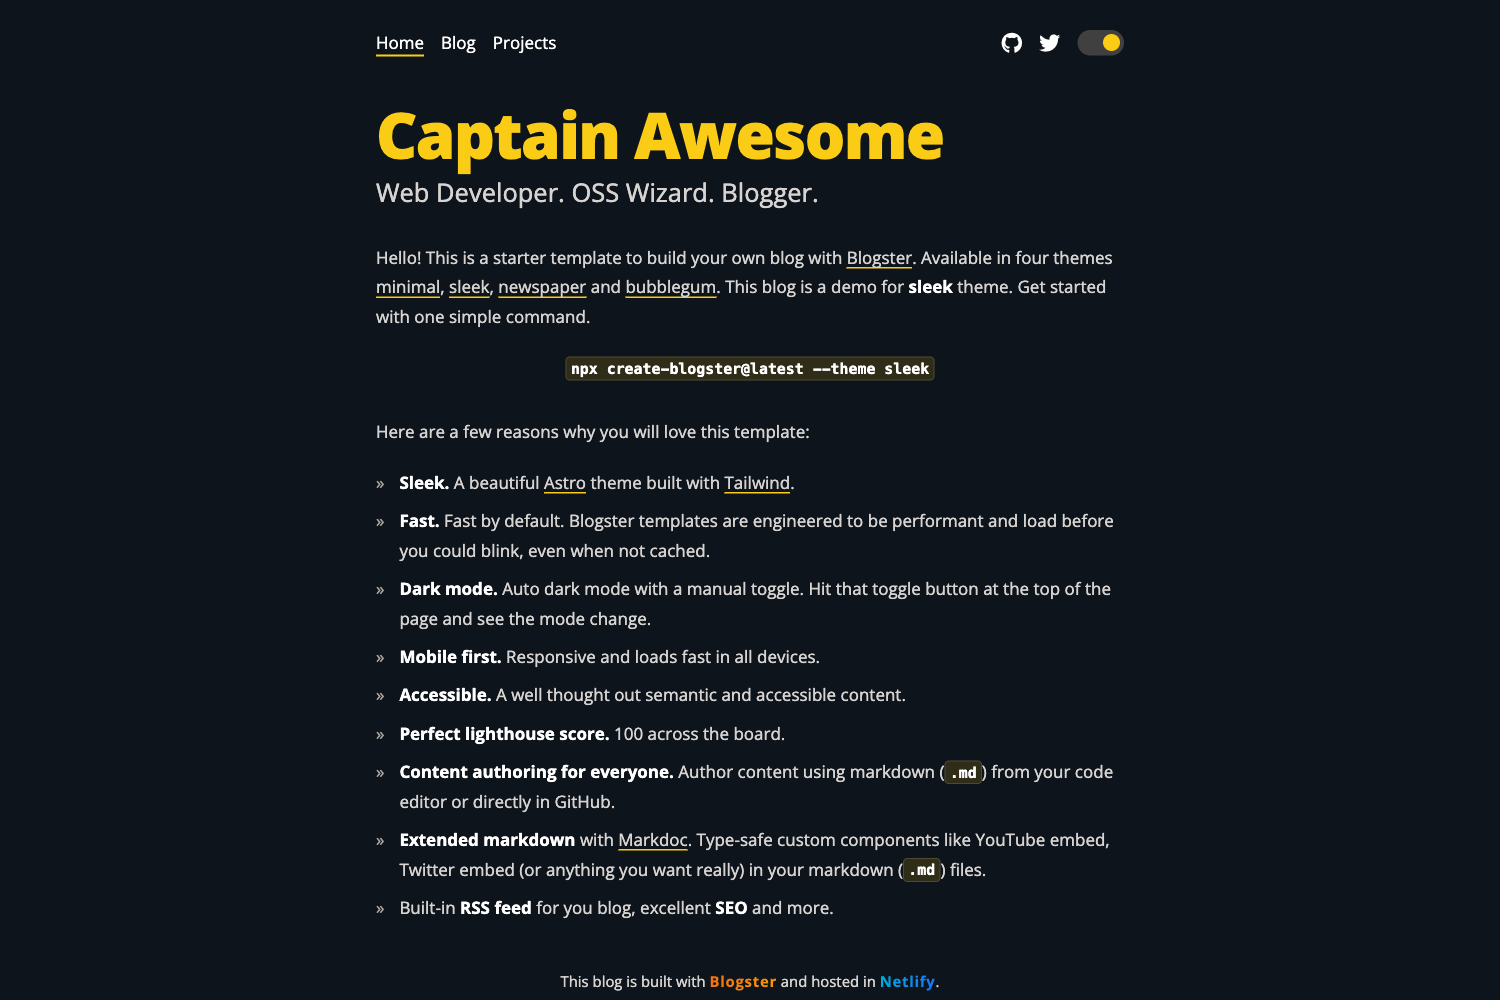 Home Blog Projects
Captain Awesome
Web Developer. OSS Wizard. Blogger.
Hello! This is a starter template to build your own blog with Blogster. Available in four themes
minimal, sleek, newspaper and bubblegum. This blog is a demo for sleek theme. Get started
with one simple command.
npx create-blogster@latest --theme sleek
Here are a few reasons why you will love this template:
» Sleek. A beautiful Astro theme built with Tailwind.
» Fast. Fast by default. Blogster templates are engineered to be performant and load before
you could blink, even when not cached.
» Dark mode. Auto dark mode with a manual toggle. Hit that toggle button at the top of the
page and see the mode change.
» Mobile first. Responsive and loads fast in all devices.
» Accessible. A well thought out semantic and accessible content.
» Perfect lighthouse score. 100 across the board.
» Content authoring for everyone. Author content using markdown (.md) from your code
editor or directly in GitHub.
» Extended markdown with Markdoc. Type-safe custom components like YouTube embed,
Twitter embed (or anything you want really) in your markdown (.md) files.
» Built-in RSS feed for you blog, excellent SEO and more.
This blog is built with Blogster and hosted in Netlify.